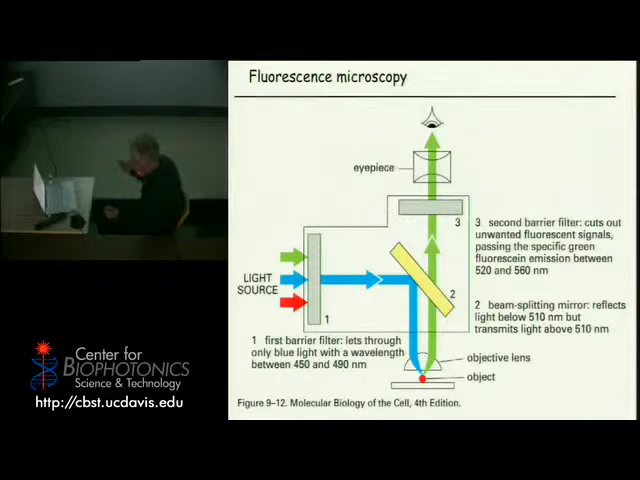 Fluorescence microscopy
eyepiece
3
3 second barrier filter: cuts out
unwanted fluorescent signals,
passing the specific green
fluorescein emission between
520 and 560 nm
LIGHT
SOURCE
2
2 beam-splitting mirror: reflects
light below 510 nm but
transmits light above 510 nm
1
1 first barrier filter: lets through
only blue light with a wavelength
between 450 and 490 nm
objective lens
object
Figure 9–12. Molecular Biology of the Cell, 4th Edition.
Center for
BIOPHOTONICS
Science & Technology
http://cbst.ucdavis.edu